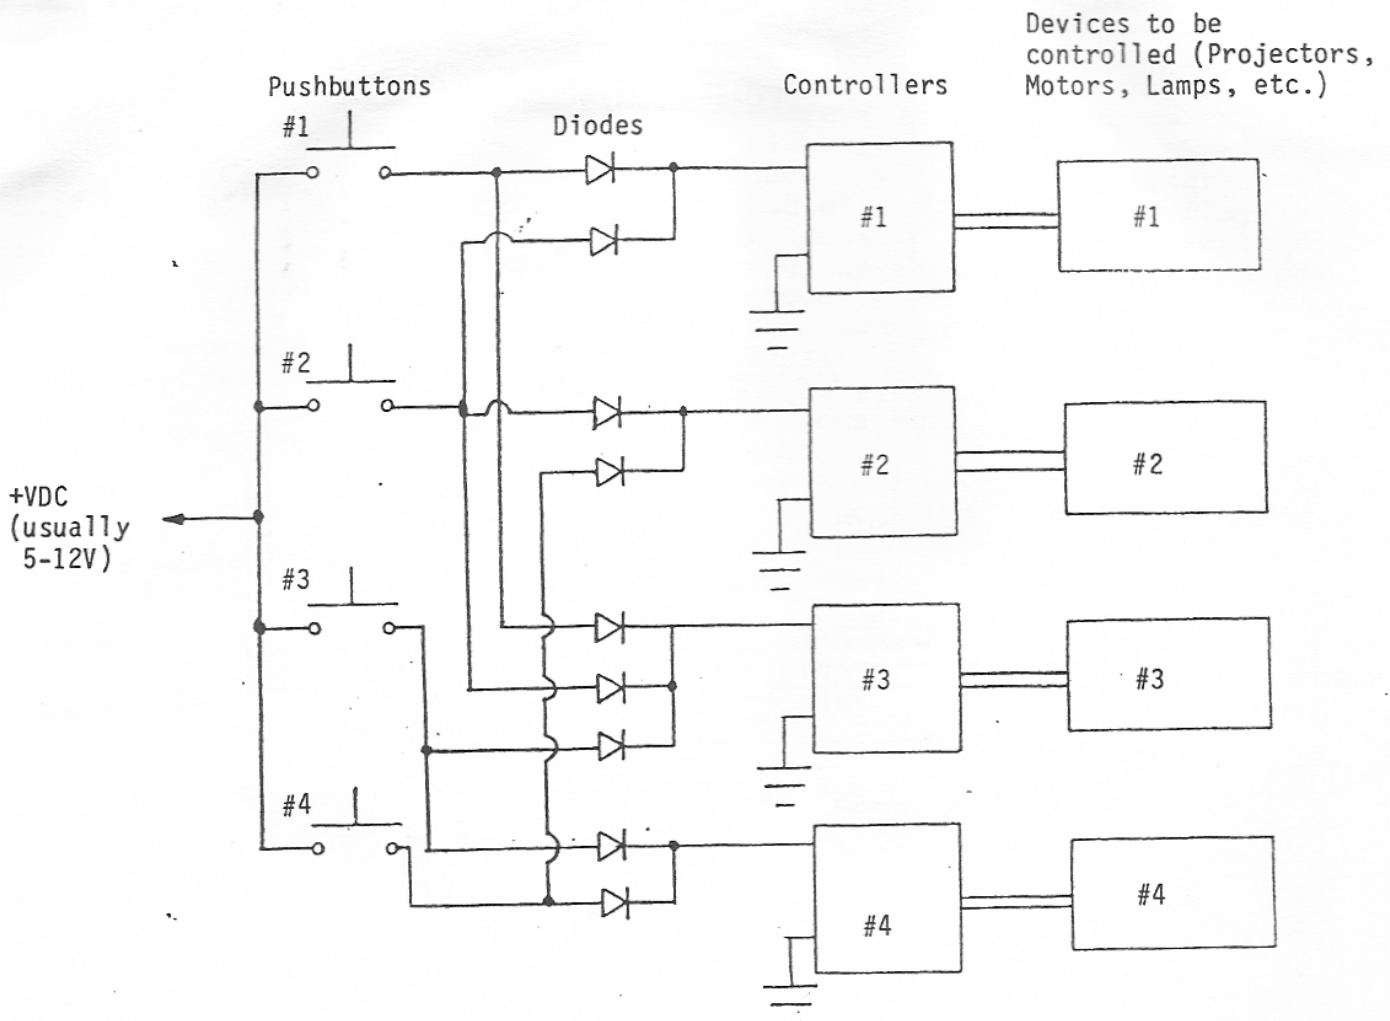 Devices to be
controlled (Projectors,
Motors, Lamps, etc.)
Pushbuttons
Controllers
#1
Diodes
#1
#1
#2
#2
#2
+VDC
(usually
5-12V)
#3
#3
#3
#4
#4
#4